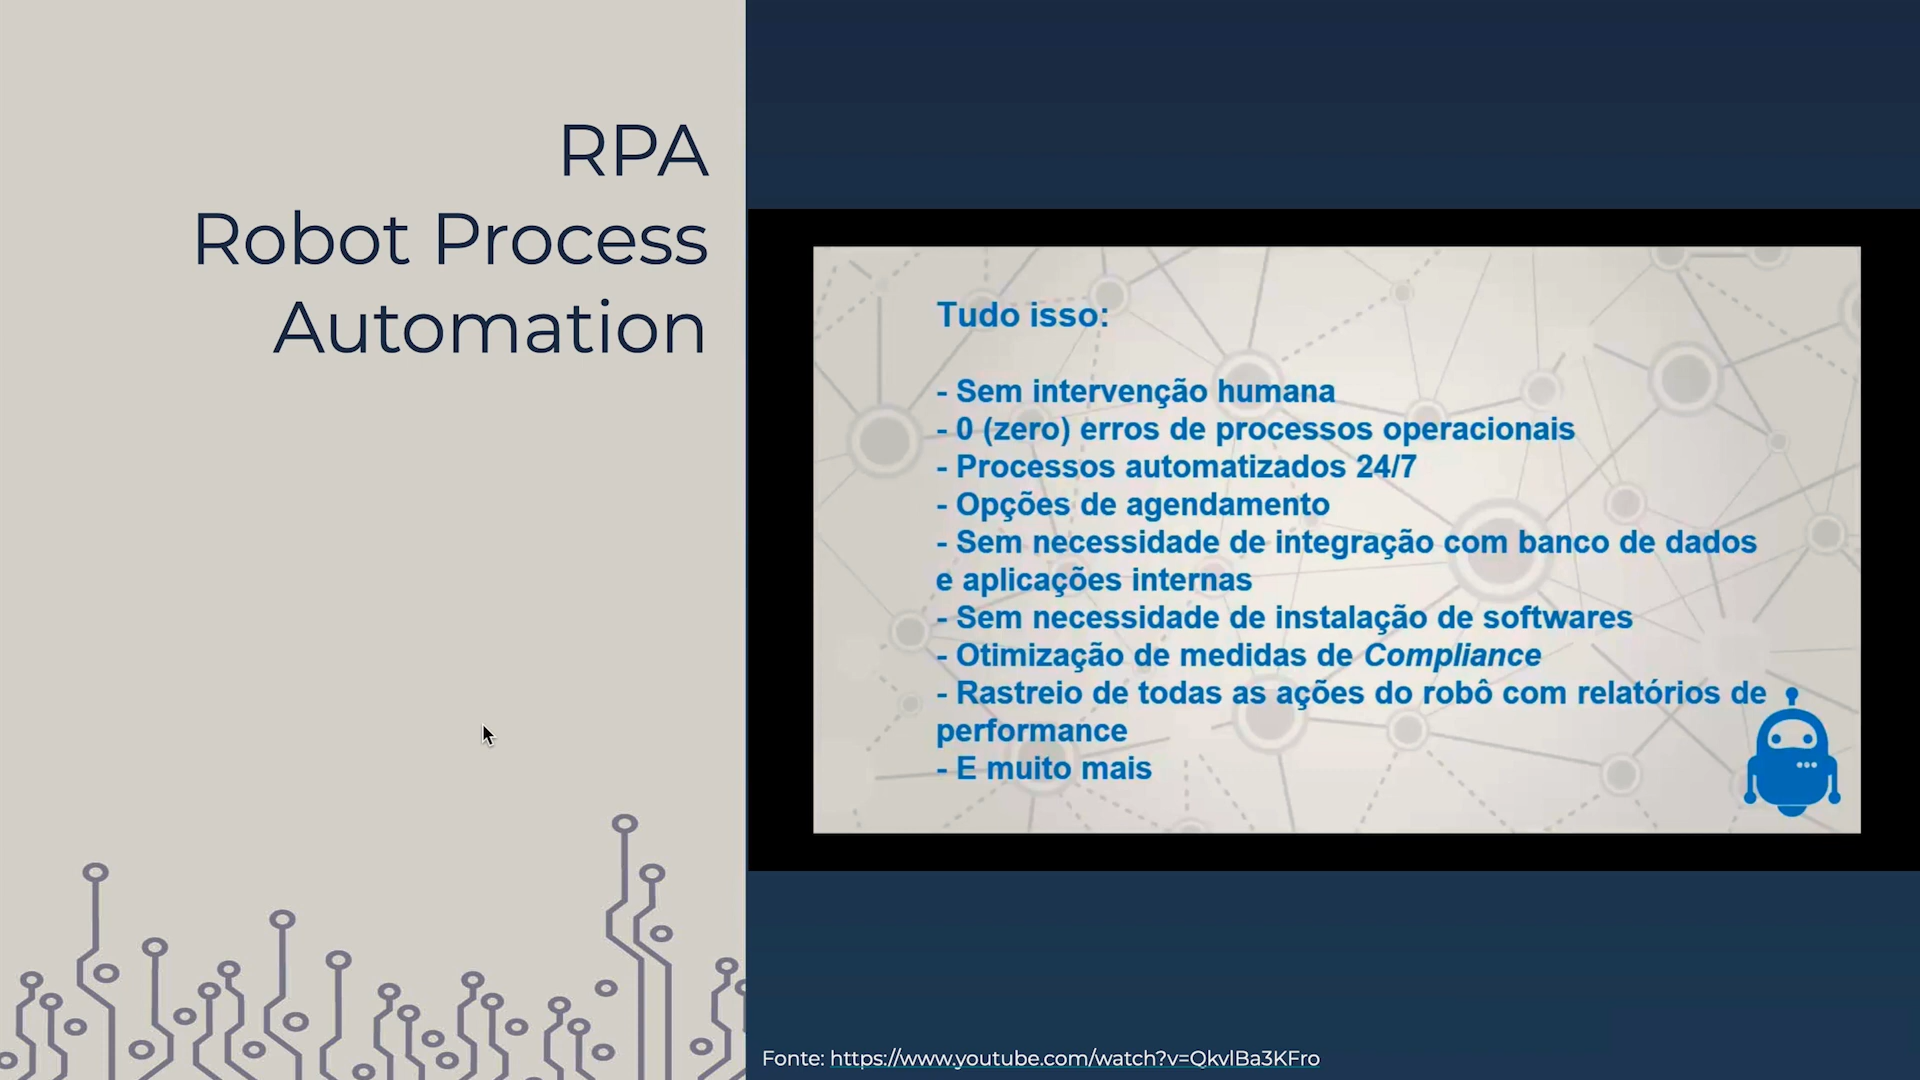 RPA
Robot Process
Automation
Tudo isso:
- Sem intervenção humana
- 0 (zero) erros de processos operacionais
- Processos automatizados 24/7
- Opções de agendamento
- Sem necessidade de integração com banco de dados
e aplicações internas
- Sem necessidade de instalação de softwares
- Otimização de medidas de Compliance
- Rastreio de todas as ações do robô com relatórios de
performance
- E muito mais
Fonte: https://www.youtube.com/watch?v=QkvlBa3KFro